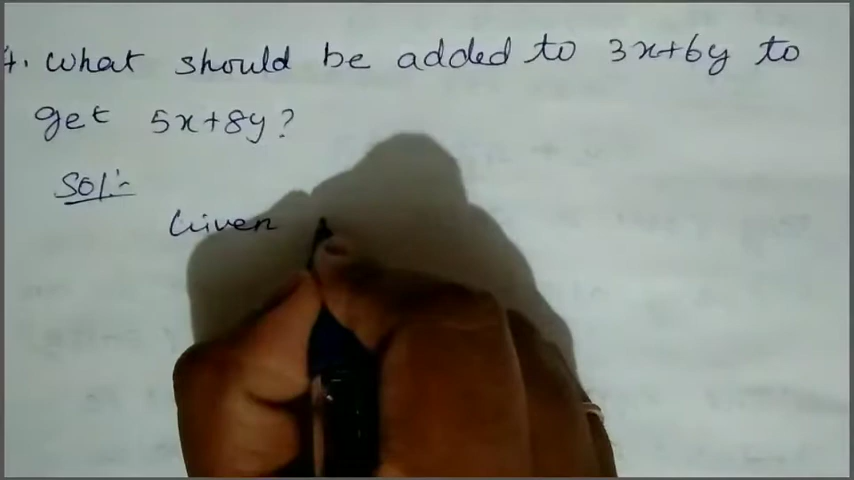 4. What should be added to 3x+6y to
get 5x+8y?
Sol:-
Given